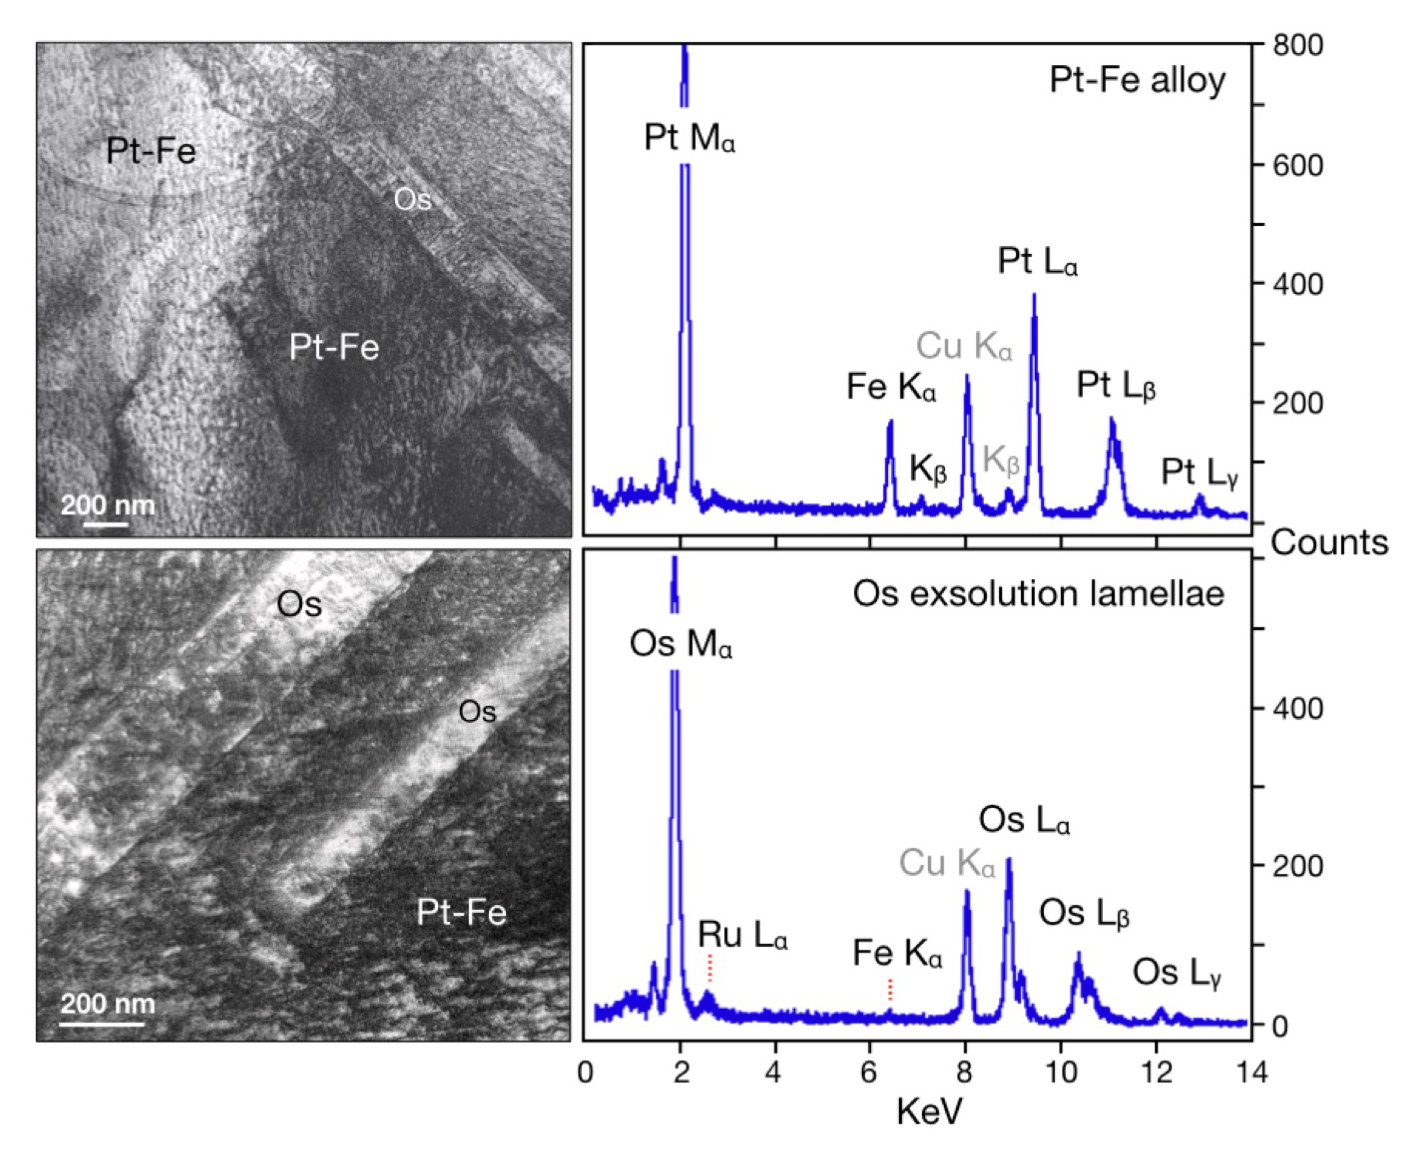 Pt-Fe
Os
Pt-Fe
200 nm
Pt-Fe alloy
Pt Mα
Pt Lα
Cu Kα
Fe Kα
Pt Lβ
Kβ
Kβ
Pt Lγ
800
600
400
200
Counts
Os
Os
Pt-Fe
200 nm
Os exsolution lamellae
Os Mα
Os Lα
Cu Kα
Os Lβ
Ru Lα
Fe Kα
Os Lγ
400
200
0
0 2 4 6 8 10 12 14
KeV